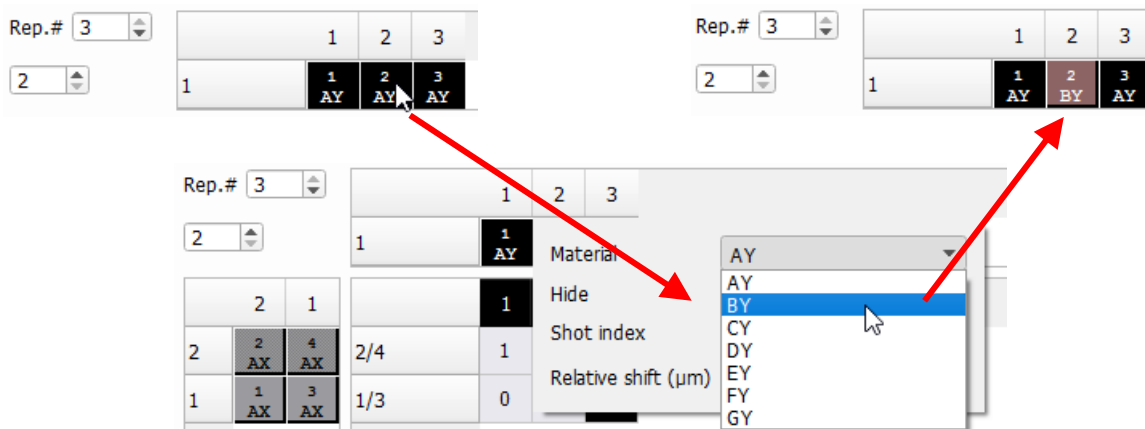 Rep.# 3
1 2 3
2
1
1 2 3
AY AY AY
Rep.# 3
1 2 3
2
1
1 2 3
AY BY AY
Rep.# 3
1 2 3
2
1
1
AY
Material
AY
Hide
Shot index
Relative shift (µm)
AY
BY
CY
DY
EY
FY
GY
2 1
1
2
2 4
AX AX
2/4
1
1
1 3
AX AX
1/3
0